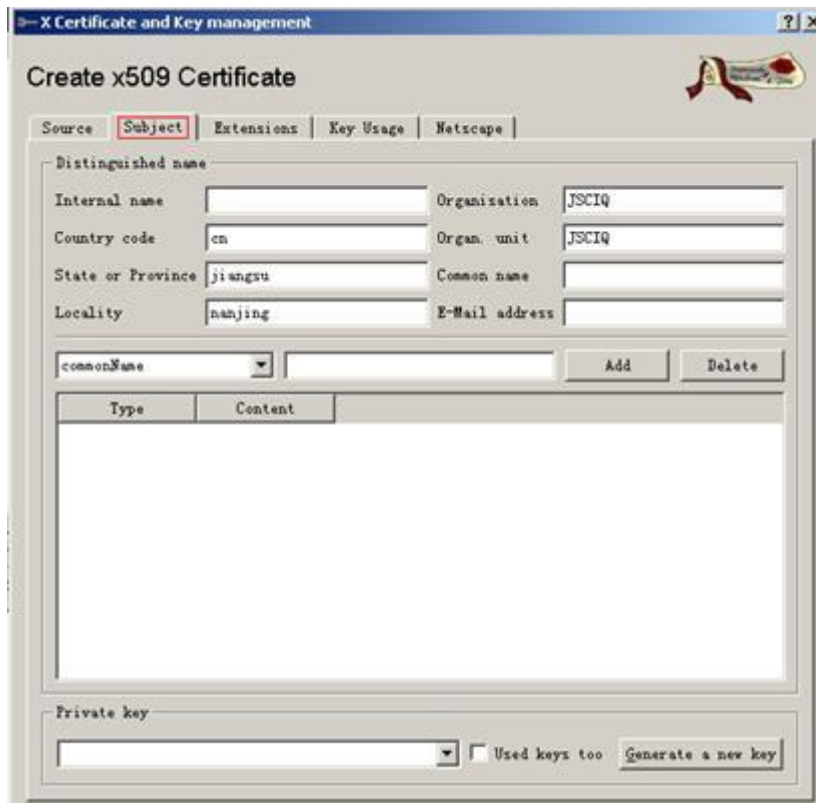 X Certificate and Key management
Create x509 Certificate
Source Subject Extensions Key Usage Netscape
Distinguished name
Internal name Organisation JSCIQ
Country code cn Organ. unit JSCIQ
State or Province jiangsu Common name
Locality nanjing E-Mail address
commonName Add Delete
Type Content
Private key
Used keys too Generate a new key